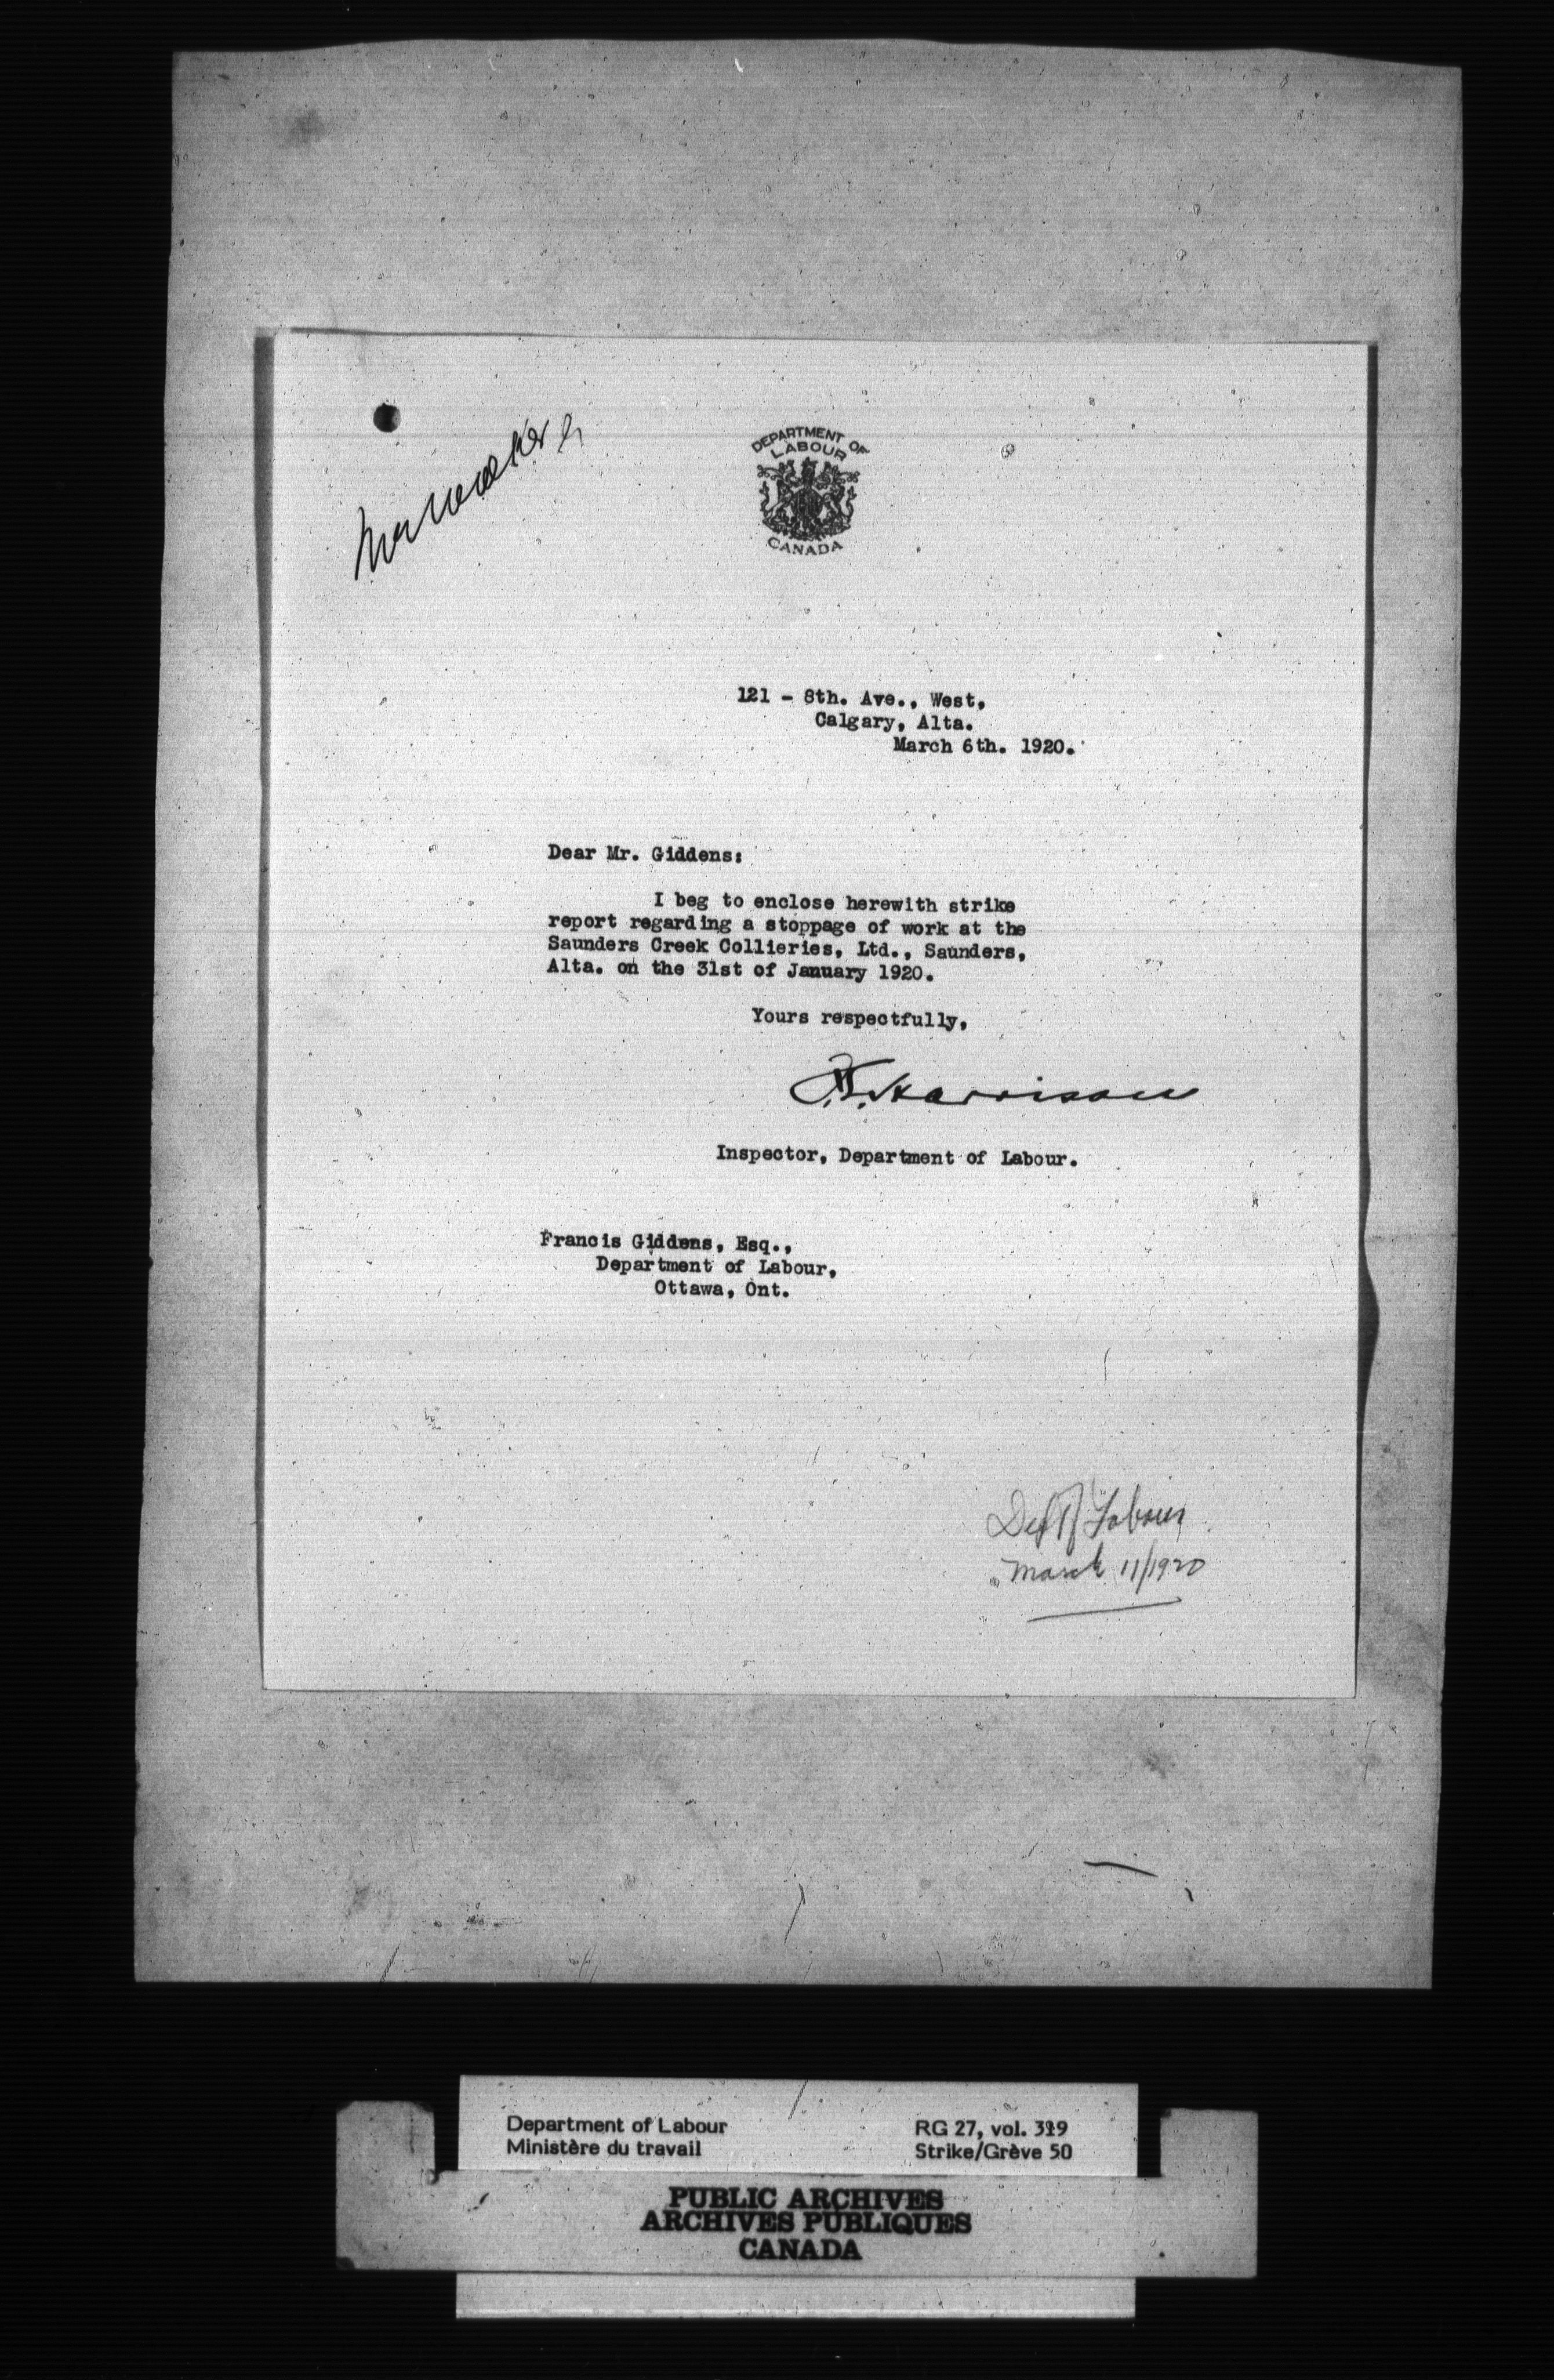 DEPARTMENT OF
LABOUR
CANADA
121 - 8th. Ave., West,
Calgary, Alta.
March 6th. 1920.
Dear Mr. Giddens:
I beg to enclose herewith strike
report regarding a stoppage of work at the
Saunders Creek Collieries, Ltd., Saunders,
Alta. on the 31st of January 1920.
Yours respectfully,
Harrison
Inspector, Department of Labour.
Francis Giddens, Esq.,
Department of Labour,
Ottawa, Ont.
Dept of Labour
March 11/1920
Department of Labour
Ministère du travail
RG 27, vol. 319
Strike/Grève 50
PUBLIC ARCHIVES
ARCHIVES PUBLIQUES
CANADA